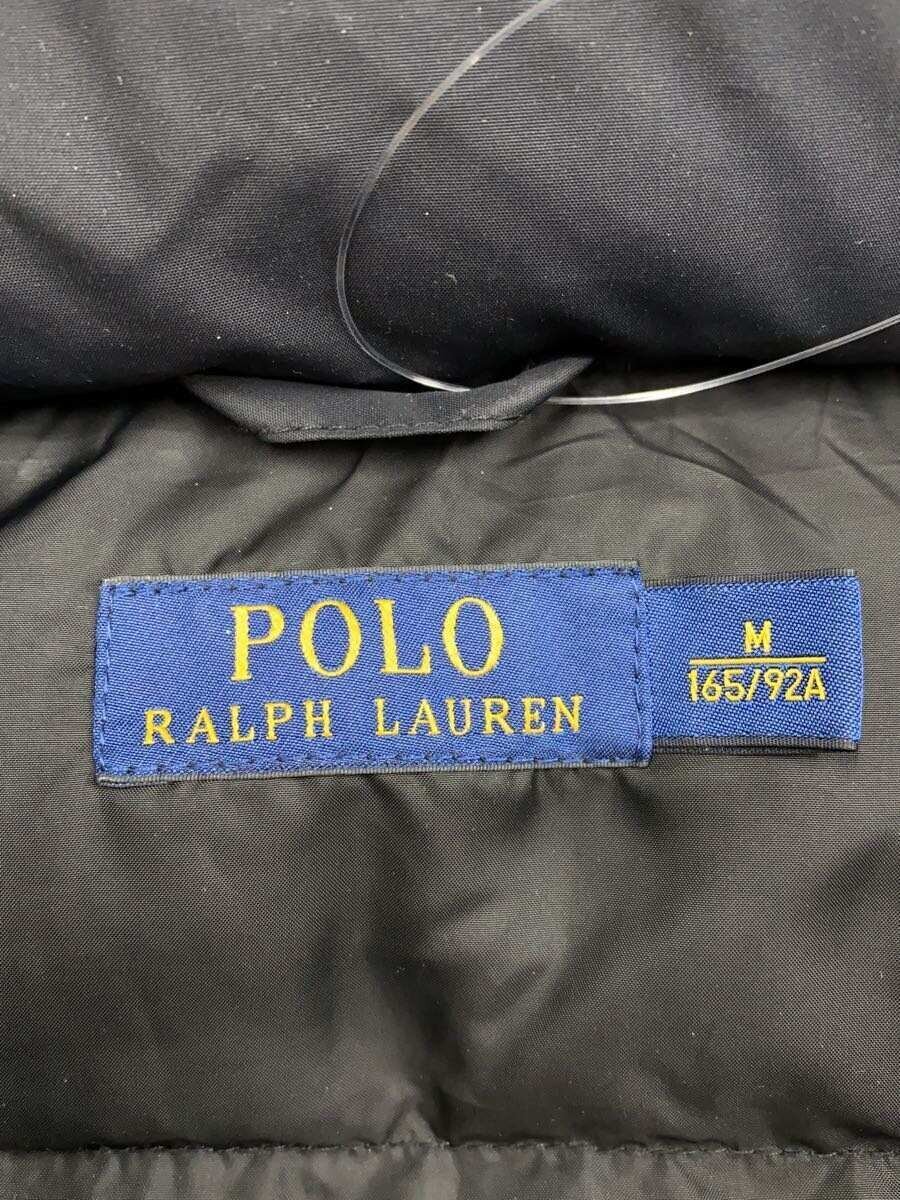 POLO
RALPH LAUREN
M
165/92A